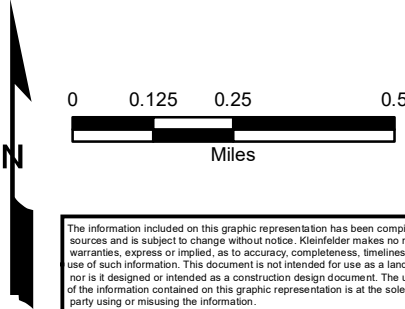 0 0.125 0.25 0.5
Miles
N
The information included on this graphic representation has been compi
sources and is subject to change without notice. Kleinfelder makes no r
warranties, express or implied, as to accuracy, completeness, timelines
use of such information. This document is not intended for use as a land
nor is it designed or intended as a construction design document. The u
of the information contained on this graphic representation is at the sole
party using or misusing the information.